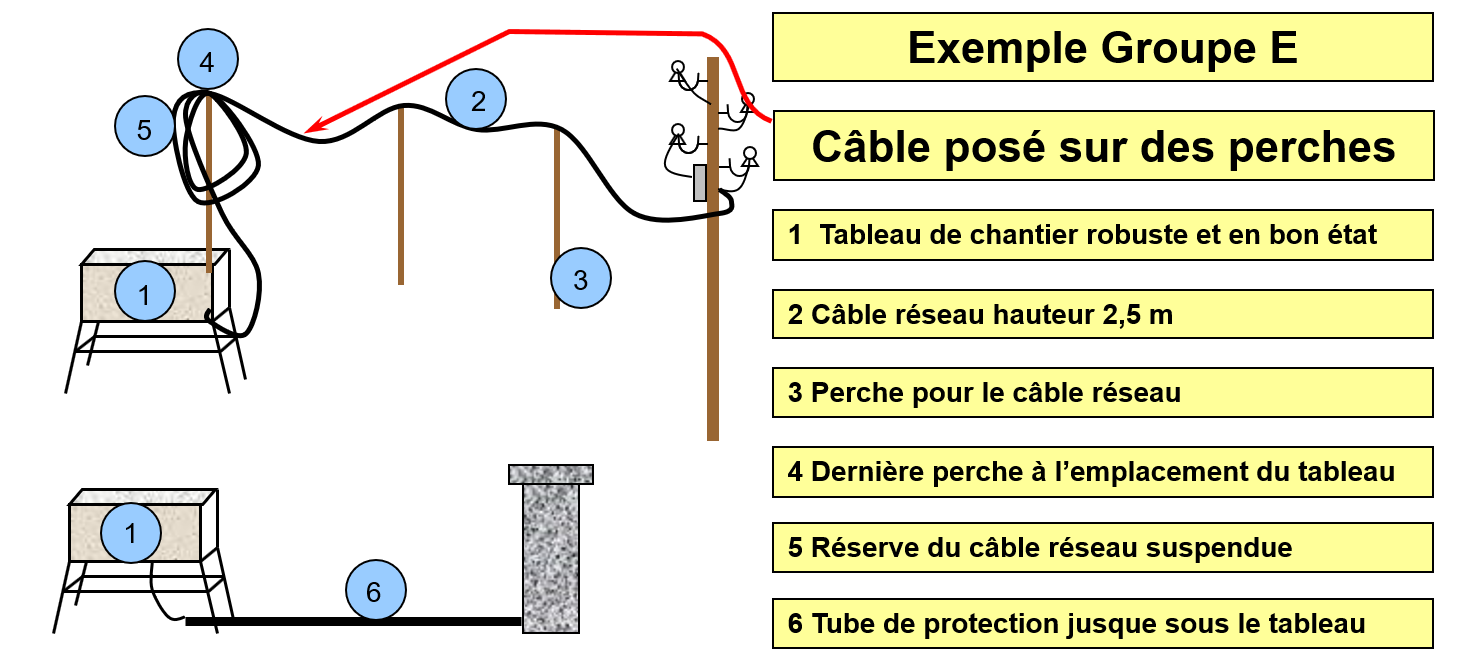 Exemple Groupe E
Câble posé sur des perches
1 Tableau de chantier robuste et en bon état
2 Câble réseau hauteur 2,5 m
3 Perche pour le câble réseau
4 Dernière perche à l’emplacement du tableau
5 Réserve du câble réseau suspendue
6 Tube de protection jusque sous le tableau
4
2
5
3
1
1
6